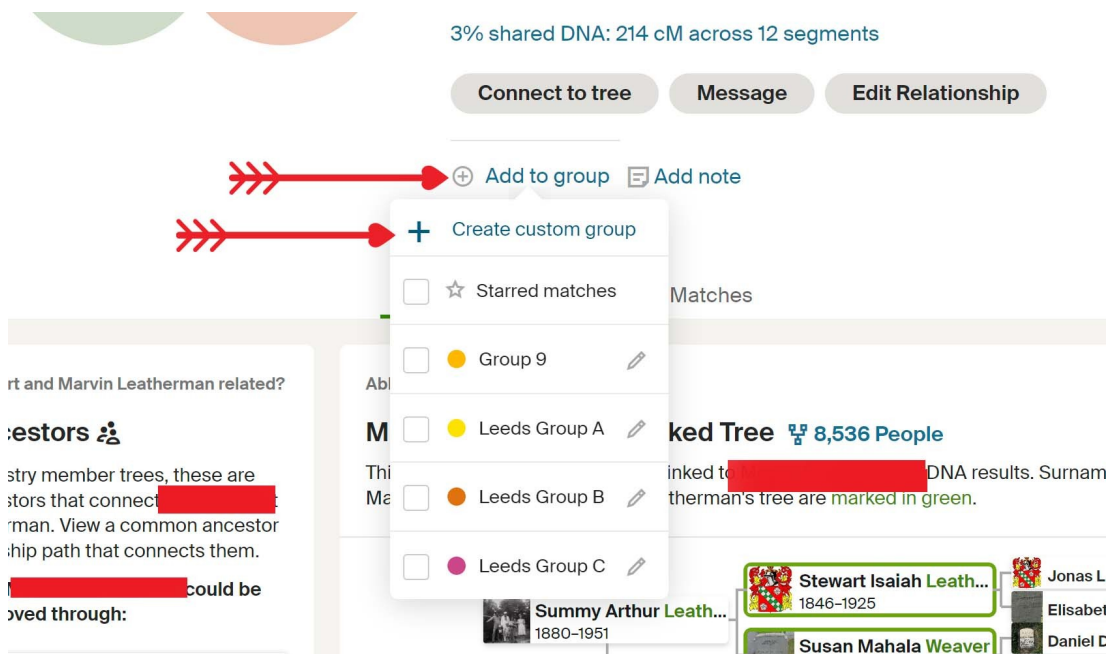 3% shared DNA: 214 cM across 12 segments
Connect to tree
Message
Edit Relationship
Add to group
Add note
Create custom group
Starred matches
Group 9
Leeds Group A
Leeds Group B
Leeds Group C
Matches
rt and Marvin Leatherman related?
estors
stry member trees, these are
stors that connect
rman. View a common ancestor
ship path that connects them.
could be
oved through:
Ab
M ked Tree 8,536 People
Thi inked to DNA results. Surnam
Ma therman's tree are marked in green.
Summy Arthur Leath...
1880–1951
Stewart Isaiah Leath...
1846–1925
Susan Mahala Weaver
Jonas L
Elisabet
Daniel D